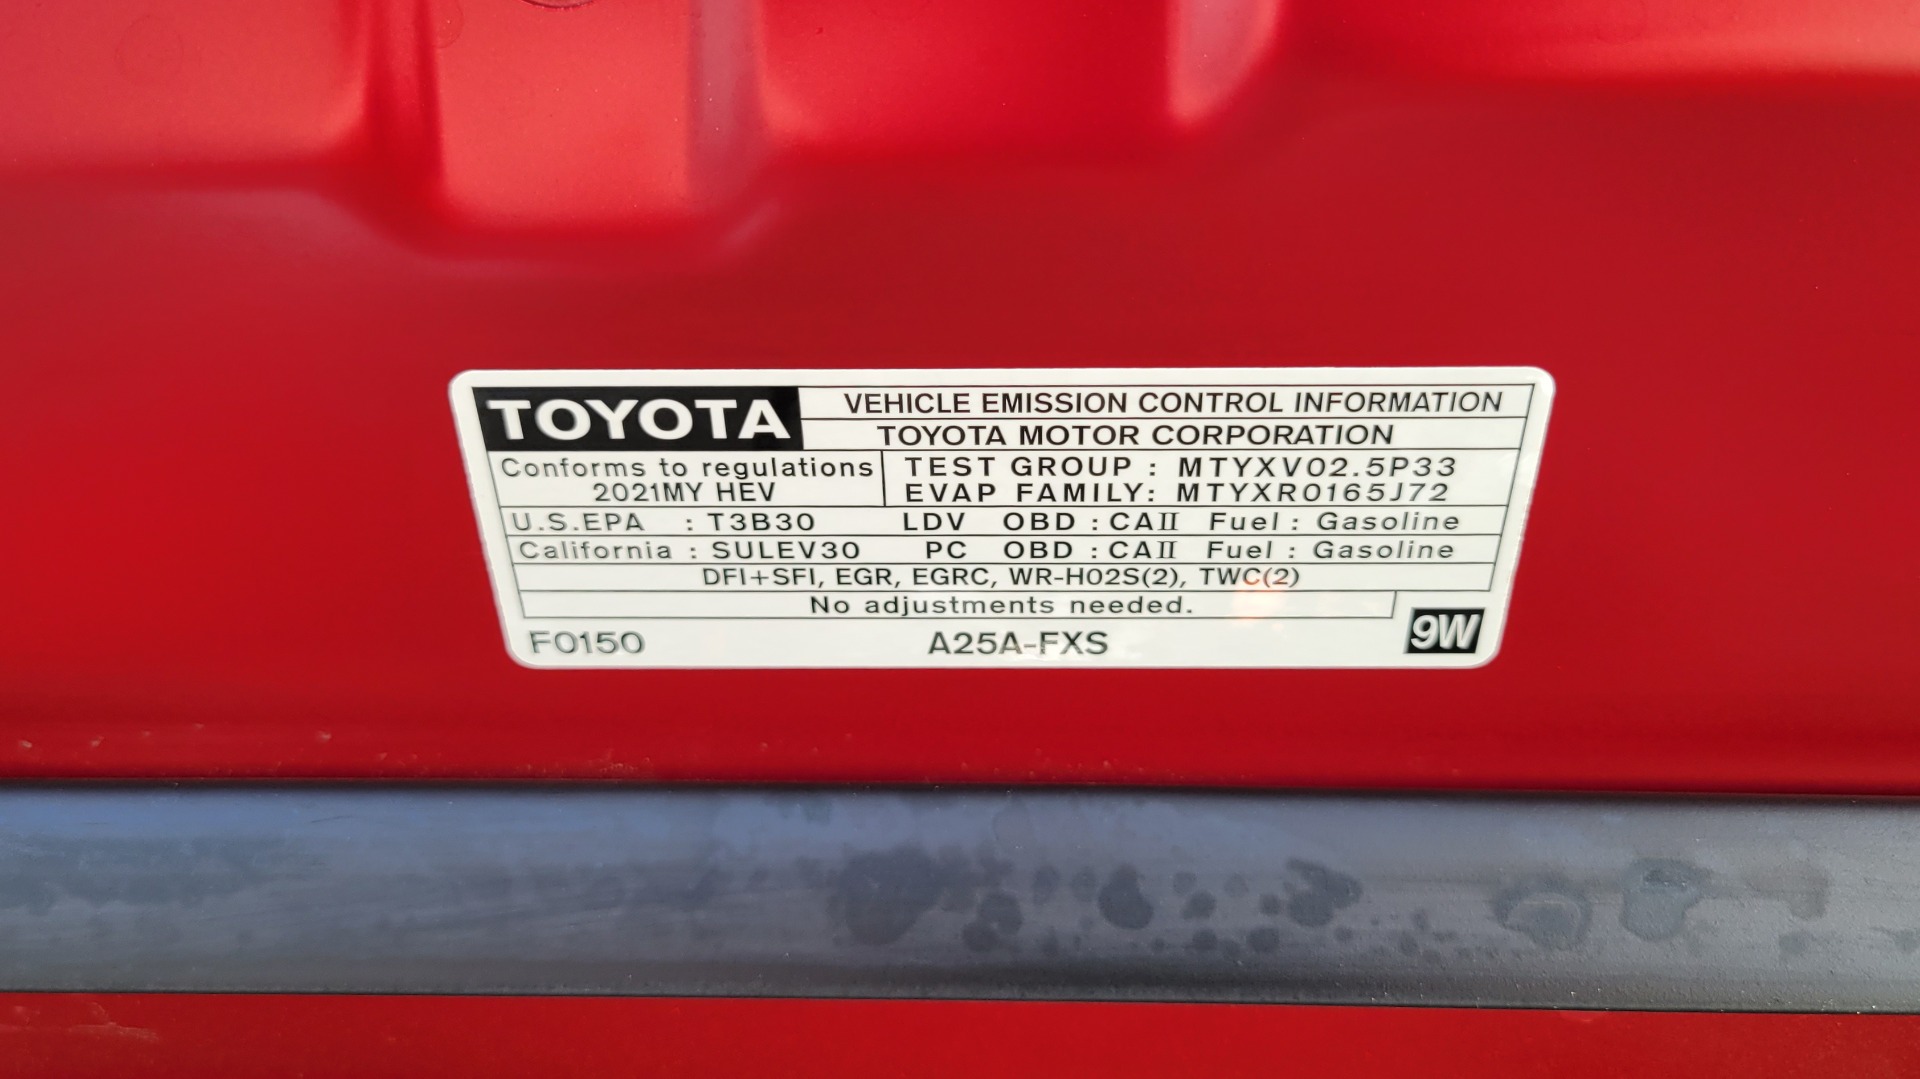 TOYOTA VEHICLE EMISSION CONTROL INFORMATION
TOYOTA MOTOR CORPORATION
Conforms to regulations TEST GROUP : MTYXV02.5P33
2021MY HEV EVAP FAMILY: MTYXR0165J72
U.S.EPA : T3B30 LDV OBD : CAII Fuel : Gasoline
California : SULEV30 PC OBD : CAII Fuel : Gasoline
DFI+SFI, EGR, EGRC, WR-HO2S(2), TWC(2)
No adjustments needed.
F0150 A25A-FXS 9W